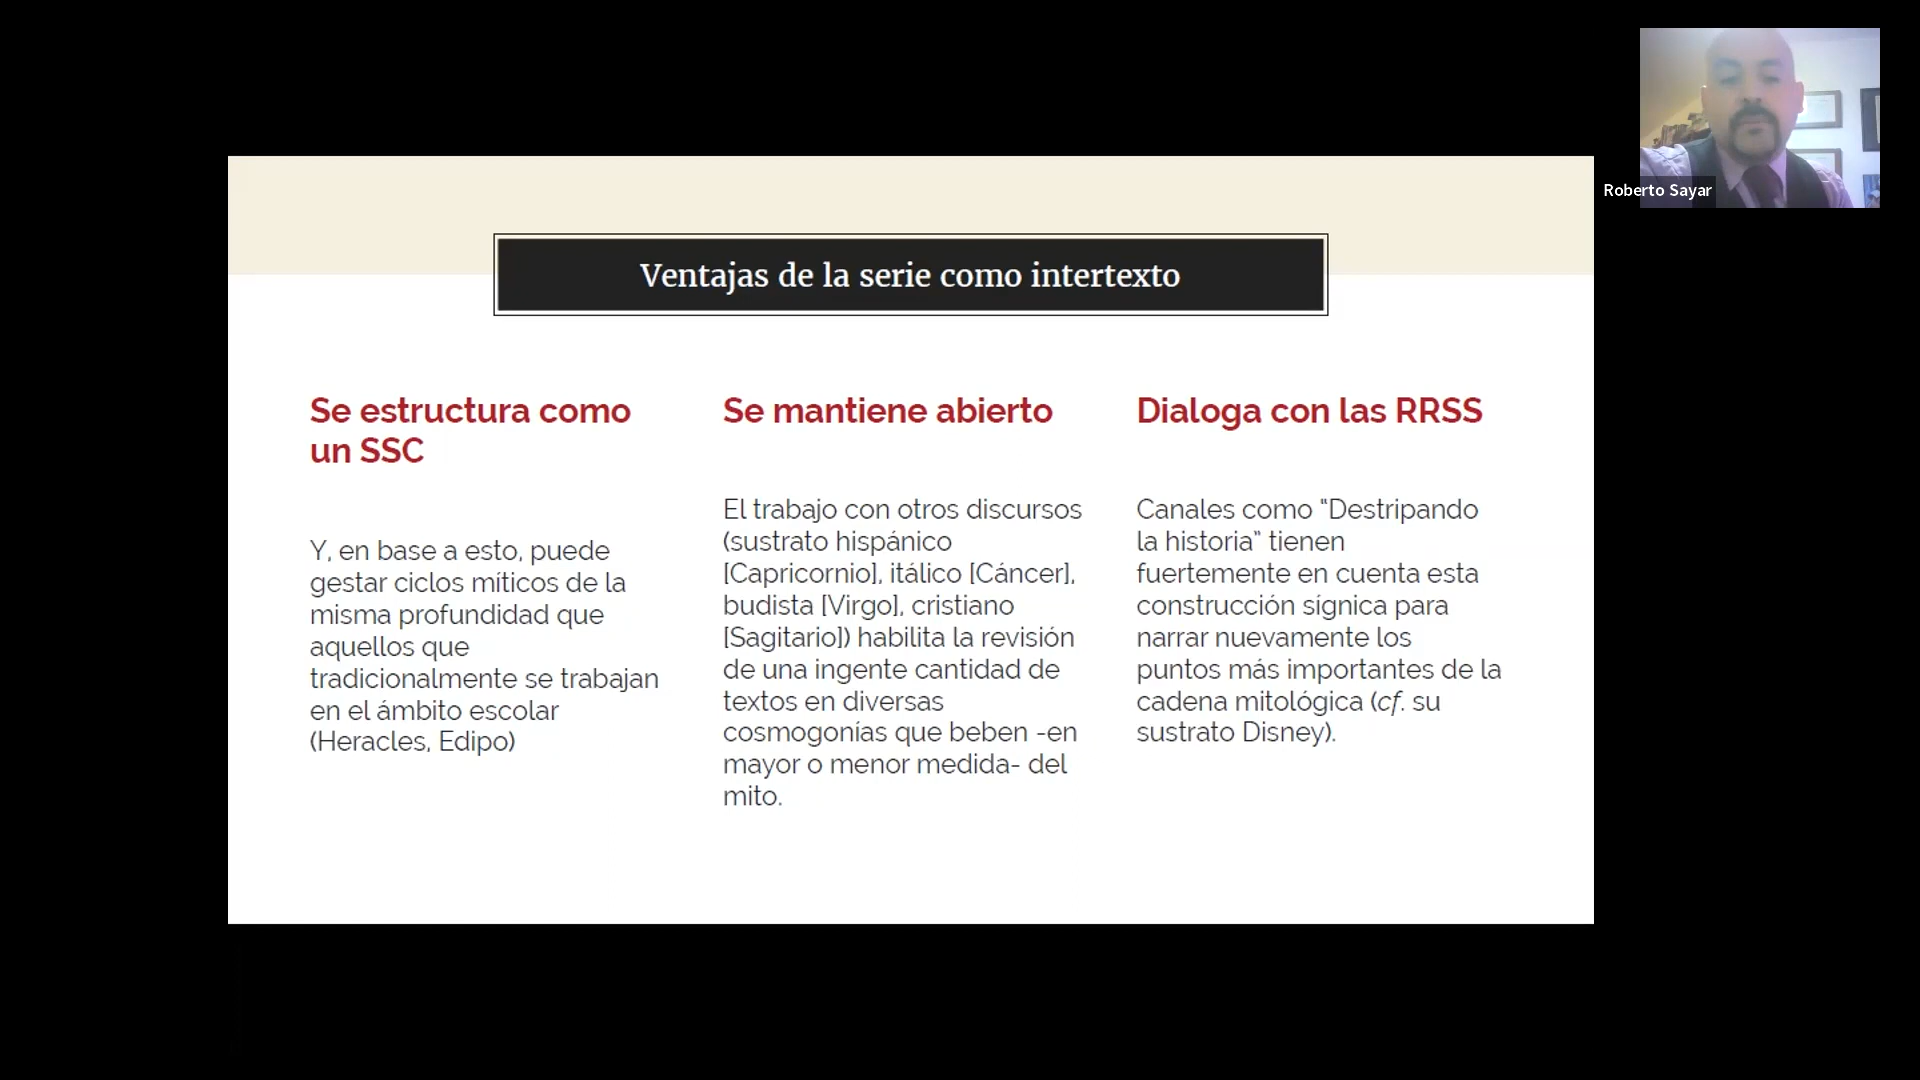 Roberto Sayar
Ventajas de la serie como intertexto
Se estructura como
un SSC
Y, en base a esto, puede
gestar ciclos míticos de la
misma profundidad que
aquellos que
tradicionalmente se trabajan
en el ámbito escolar
(Heracles, Edipo)
Se mantiene abierto
El trabajo con otros discursos
(sustrato hispánico
[Capricornio], itálico [Cáncer],
budista [Virgo], cristiano
[Sagitario]) habilita la revisión
de una ingente cantidad de
textos en diversas
cosmogonías que beben -en
mayor o menor medida- del
mito.
Dialoga con las RRSS
Canales como "Destripando
la historia" tienen
fuertemente en cuenta esta
construcción sígnica para
narrar nuevamente los
puntos más importantes de la
cadena mitológica (cf. su
sustrato Disney).